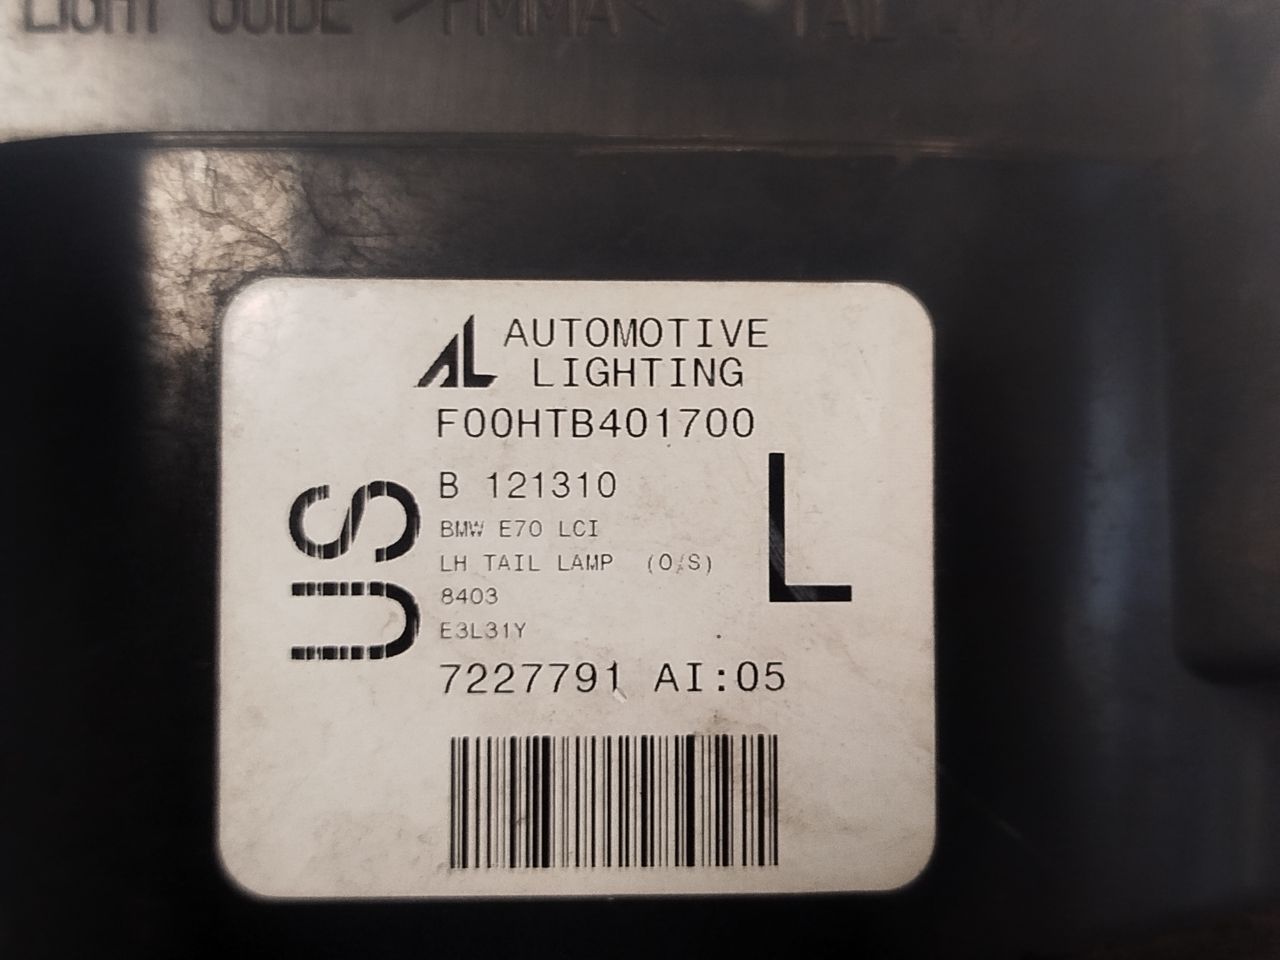 LIGHT GUIDE >PMMA< TAIL
AUTOMOTIVE
LIGHTING
F00HTB401700
B 121310
BMW E70 LCI
LH TAIL LAMP (O/S)
8403
E3L31Y
7227791 AI:05
US
L